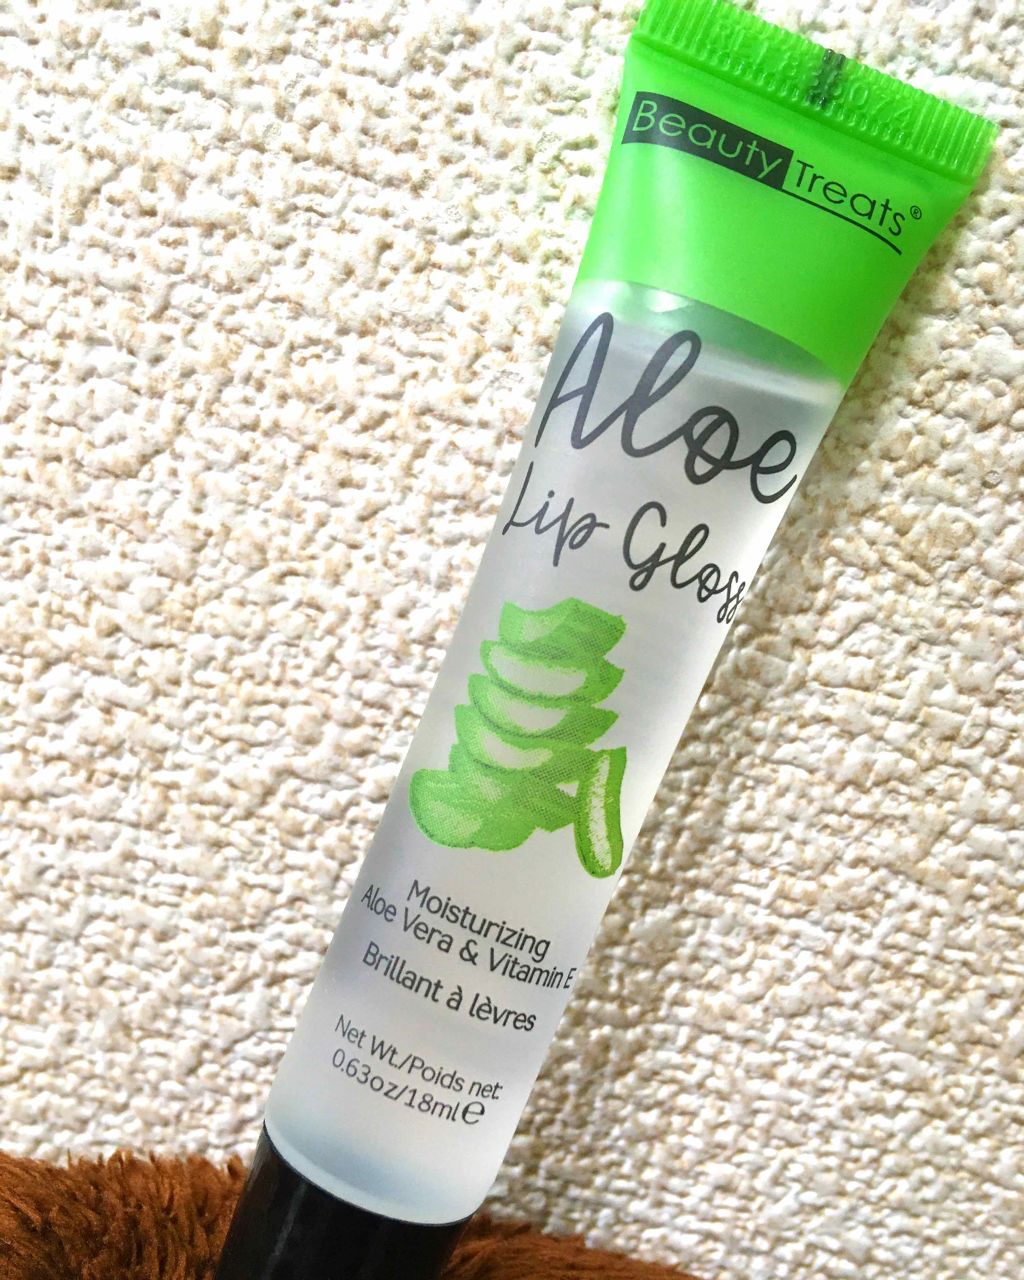 Beauty Treats®
Aloe
Lip Gloss
Moisturizing
Aloe Vera & Vitamin E
Brillant à lèvres
Net Wt./Poids net
0.63oz/18ml℮